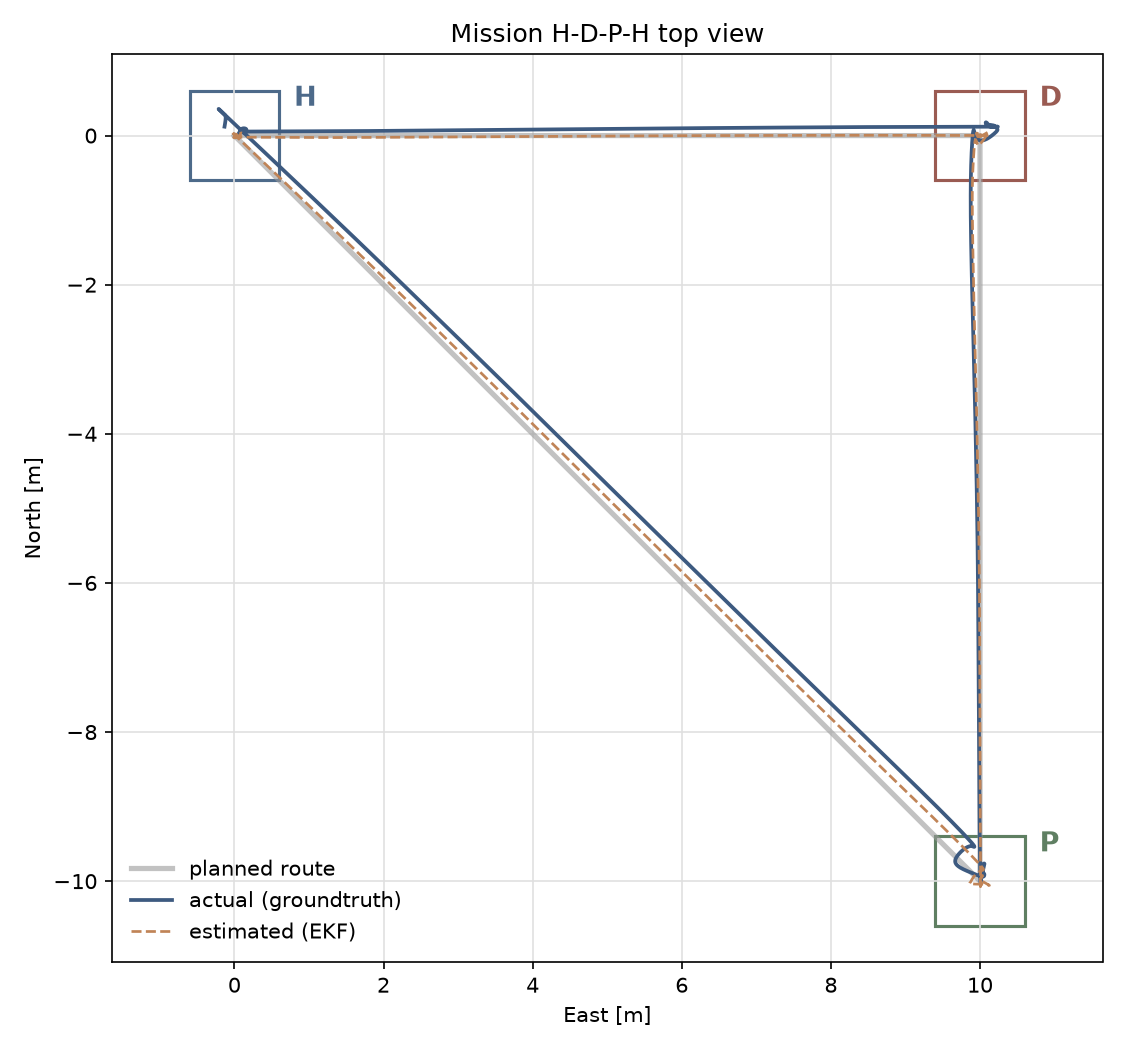 Mission H-D-P-H top view
H
D
0
−2
−4
−6
−8
−10
North [m]
P
planned route
actual (groundtruth)
estimated (EKF)
0
2
4
6
8
10
East [m]